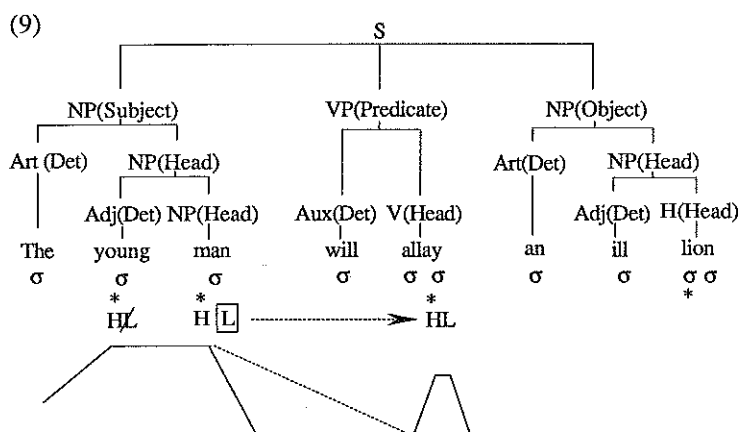 (9)
S
NP(Subject) VP(Predicate) NP(Object)
Art (Det) NP(Head) Art(Det) NP(Head)
Adj(Det) NP(Head) Aux(Det) V(Head) Adj(Det) H(Head)
The young man will allay an ill lion
σ σ σ σ σ σ σ σ σ σ
* * * *
HL H L HL